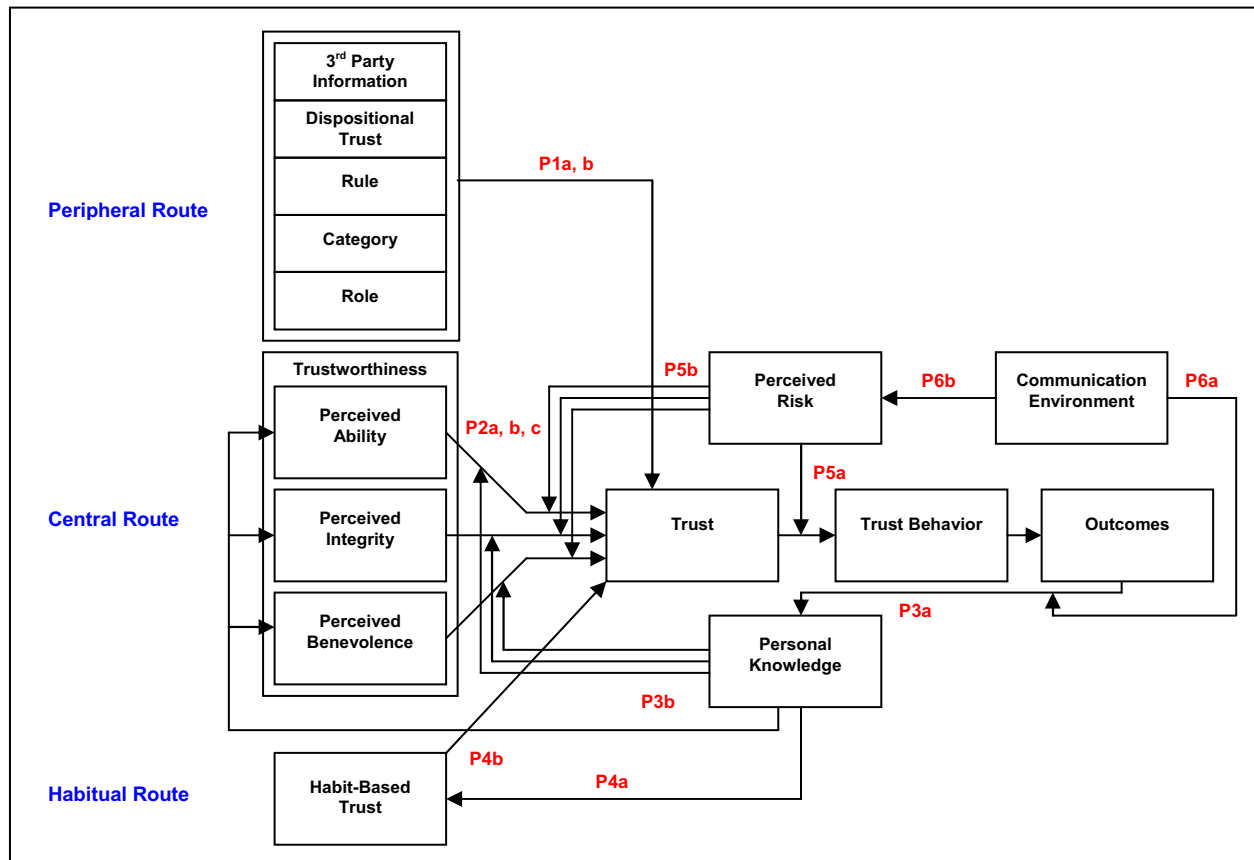 3rd Party
Information
Dispositional
Trust
Rule
Category
Role
P1a, b
Peripheral Route
Trustworthiness
Perceived
Ability
Perceived
Integrity
Perceived
Benevolence
Central Route
P2a, b, c
P5b
Perceived
Risk
P6b
Communication
Environment
P6a
P5a
Trust
Trust Behavior
Outcomes
P3a
Personal
Knowledge
P3b
P4b
P4a
Habitual Route
Habit-Based
Trust